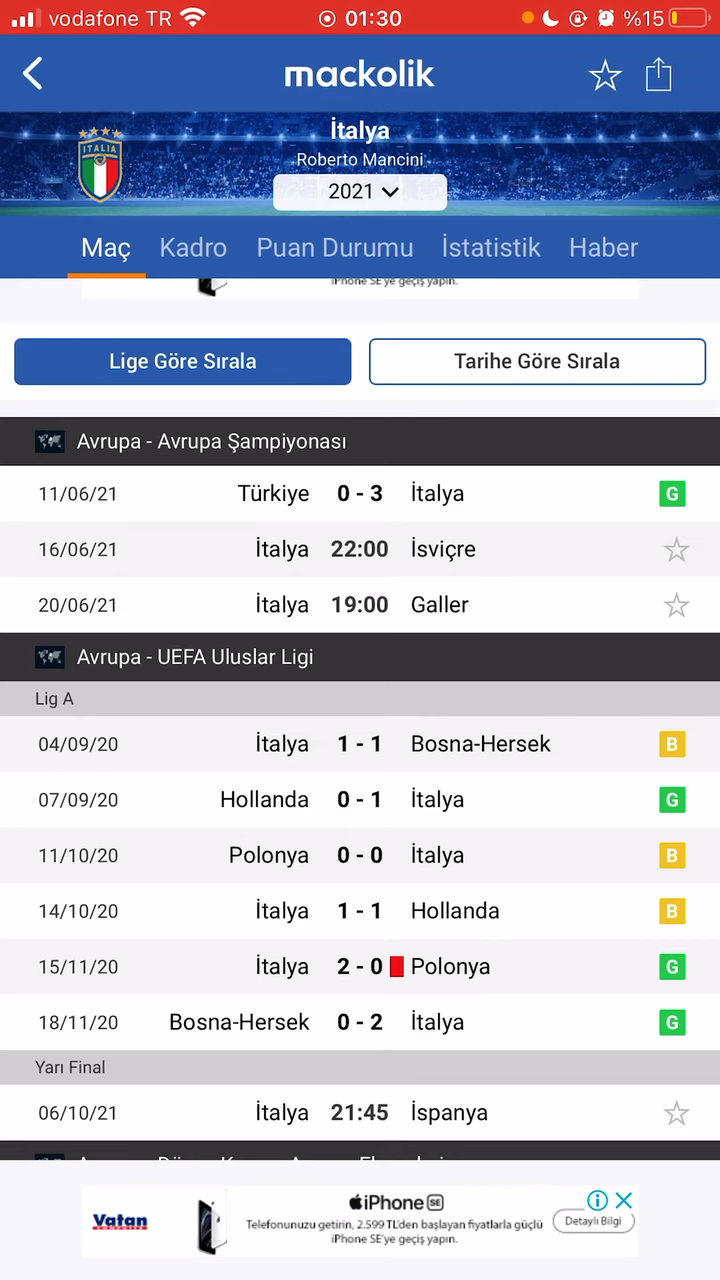 vodafone TR 01:30 %15
mackolik
ITALIA
İtalya
Roberto Mancini
2021
Maç Kadro Puan Durumu İstatistik Haber
iPhone SE'ye geçiş yapın.
Lige Göre Sırala Tarihe Göre Sırala
Avrupa - Avrupa Şampiyonası
11/06/21 Türkiye 0 - 3 İtalya G
16/06/21 İtalya 22:00 İsviçre
20/06/21 İtalya 19:00 Galler
Avrupa - UEFA Uluslar Ligi
Lig A
04/09/20 İtalya 1 - 1 Bosna-Hersek B
07/09/20 Hollanda 0 - 1 İtalya G
11/10/20 Polonya 0 - 0 İtalya B
14/10/20 İtalya 1 - 1 Hollanda B
15/11/20 İtalya 2 - 0 Polonya G
18/11/20 Bosna-Hersek 0 - 2 İtalya G
Yarı Final
06/10/21 İtalya 21:45 İspanya
Vatan
COMPUTER
iPhone SE
Telefonunuzu getirin, 2.599 TL'den başlayan fiyatlarla güçlü
iPhone SE'ye geçiş yapın.
Detaylı Bilgi